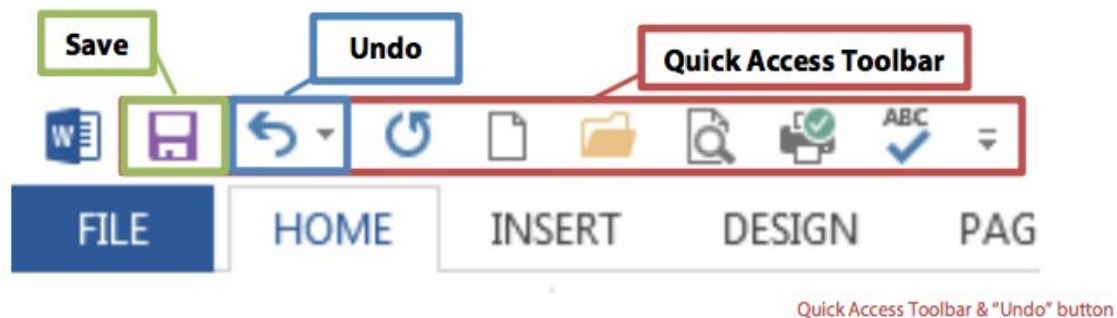 Save
Undo
Quick Access Toolbar
W
ABC
FILE HOME INSERT DESIGN PAG
Quick Access Toolbar & “Undo” button